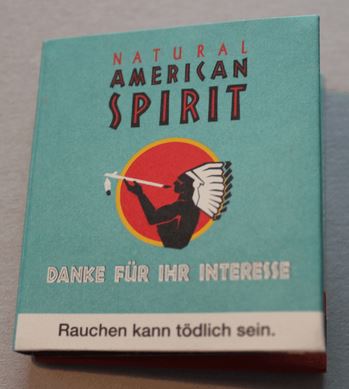 NATURAL
AMERICAN
SPIRIT
DANKE FÜR IHR INTERESSE
Rauchen kann tödlich sein.